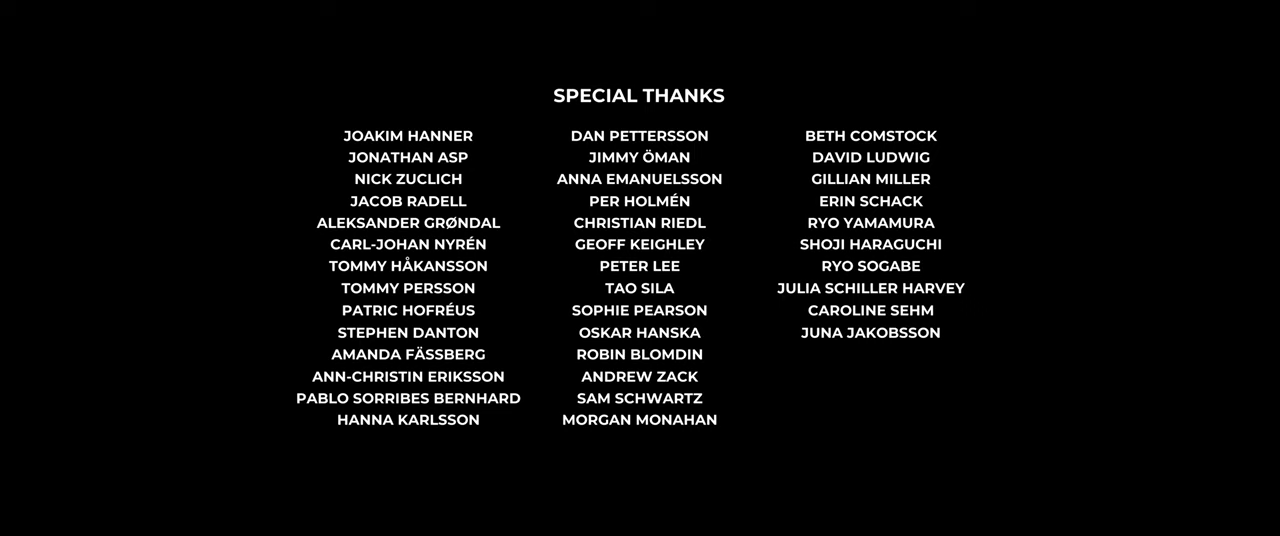 SPECIAL THANKS
JOAKIM HANNER
JONATHAN ASP
NICK ZUCLICH
JACOB RADELL
ALEKSANDER GRØNDAL
CARL-JOHAN NYRÉN
TOMMY HÅKANSSON
TOMMY PERSSON
PATRIC HOFRÉUS
STEPHEN DANTON
AMANDA FÄSSBERG
ANN-CHRISTIN ERIKSSON
PABLO SORRIBES BERNHARD
HANNA KARLSSON
DAN PETTERSSON
JIMMY ÖMAN
ANNA EMANUELSSON
PER HOLMÉN
CHRISTIAN RIEDL
GEOFF KEIGHLEY
PETER LEE
TAO SILA
SOPHIE PEARSON
OSKAR HANSKA
ROBIN BLOMDIN
ANDREW ZACK
SAM SCHWARTZ
MORGAN MONAHAN
BETH COMSTOCK
DAVID LUDWIG
GILLIAN MILLER
ERIN SCHACK
RYO YAMAMURA
SHOJI HARAGUCHI
RYO SOGABE
JULIA SCHILLER HARVEY
CAROLINE SEHM
JUNA JAKOBSSON